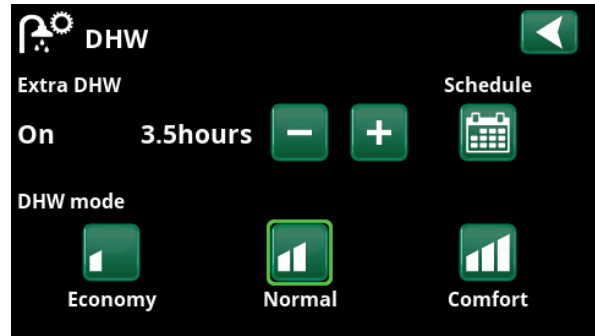 DHW
Extra DHW Schedule
On 3.5hours
DHW mode
Economy Normal Comfort